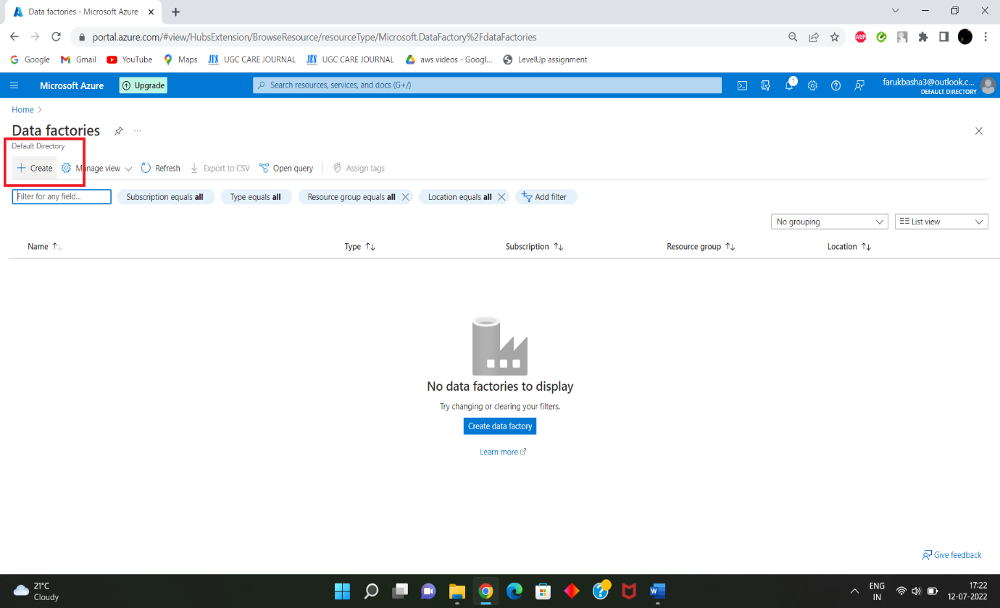 Data factories - Microsoft Azure
portal.azure.com/#view/HubsExtension/BrowseResource/resourceType/Microsoft.DataFactory%2FdataFactories
ABP
Google Gmail YouTube Maps JES UGC CARE JOURNAL JES UGC CARE JOURNAL aws videos - Googl... LevelUp assignment
Microsoft Azure Upgrade Search resources, services, and docs (G+/) 1 farukbasha3@outlook.c...
DEFAULT DIRECTORY
Home >
Data factories ...
Default Directory
Create Manage view Refresh Export to CSV Open query Assign tags
Filter for any field... Subscription equals all Type equals all Resource group equals all Location equals all Add filter
No grouping List view
Name Type Subscription Resource group Location
No data factories to display
Try changing or clearing your filters.
Create data factory
Learn more
Give feedback
21°C
Cloudy
W
ENG
IN
17:22
12-07-2022